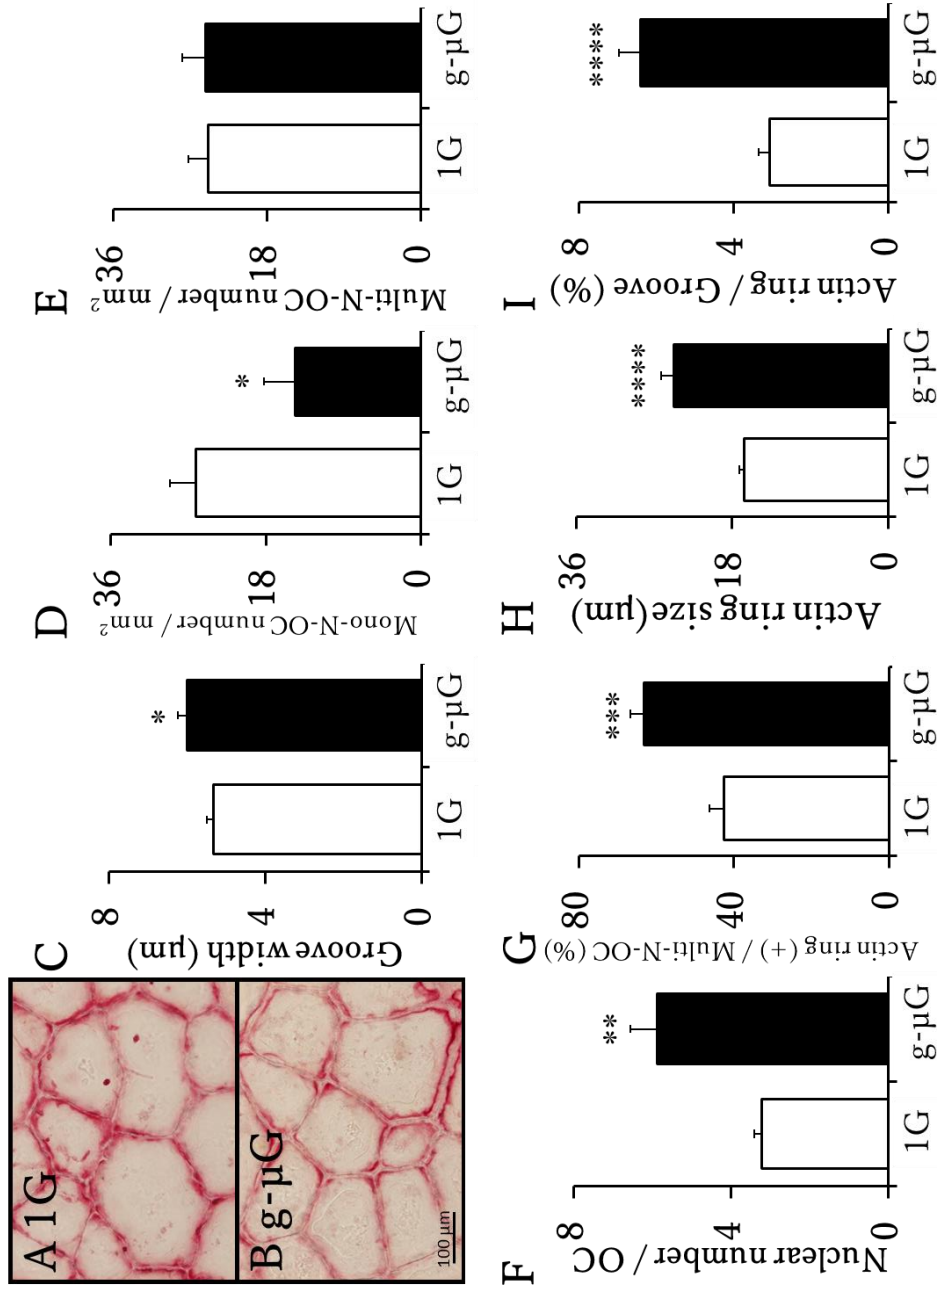 A 1G
B g-μG
100 μm
C
Groove width (μm)
8
4
0
1G
g-μG
*
D
Mono-N-OC number / mm²
36
18
0
1G
g-μG
*
E
Multi-N-OC number / mm²
36
18
0
1G
g-μG
F
Nuclear number / OC
8
0
1G
g-μG
**
G
Actin ring (+) / Multi-N-OC (%)
80
40
0
1G
g-μG
***
H
Actin ring size (μm)
36
18
0
1G
g-μG
****
I
Actin ring / Groove (%)
8
4
0
1G
g-μG
****